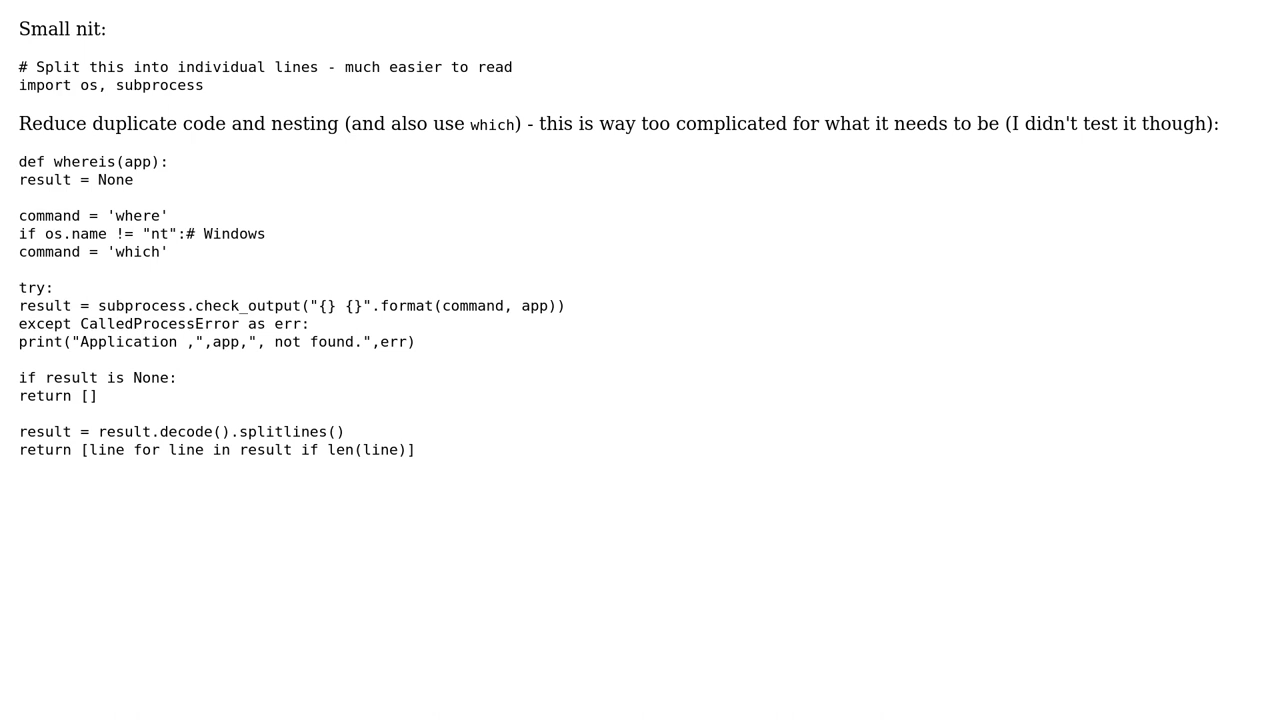 Small nit:
# Split this into individual lines - much easier to read
import os, subprocess
Reduce duplicate code and nesting (and also use which) - this is way too complicated for what it needs to be (I didn't test it though):
def whereis(app):
result = None
command = 'where'
if os.name != "nt":# Windows
command = 'which'
try:
result = subprocess.check_output("{} {}".format(command, app))
except CalledProcessError as err:
print("Application ,",app,", not found.",err)
if result is None:
return []
result = result.decode().splitlines()
return [line for line in result if len(line)]